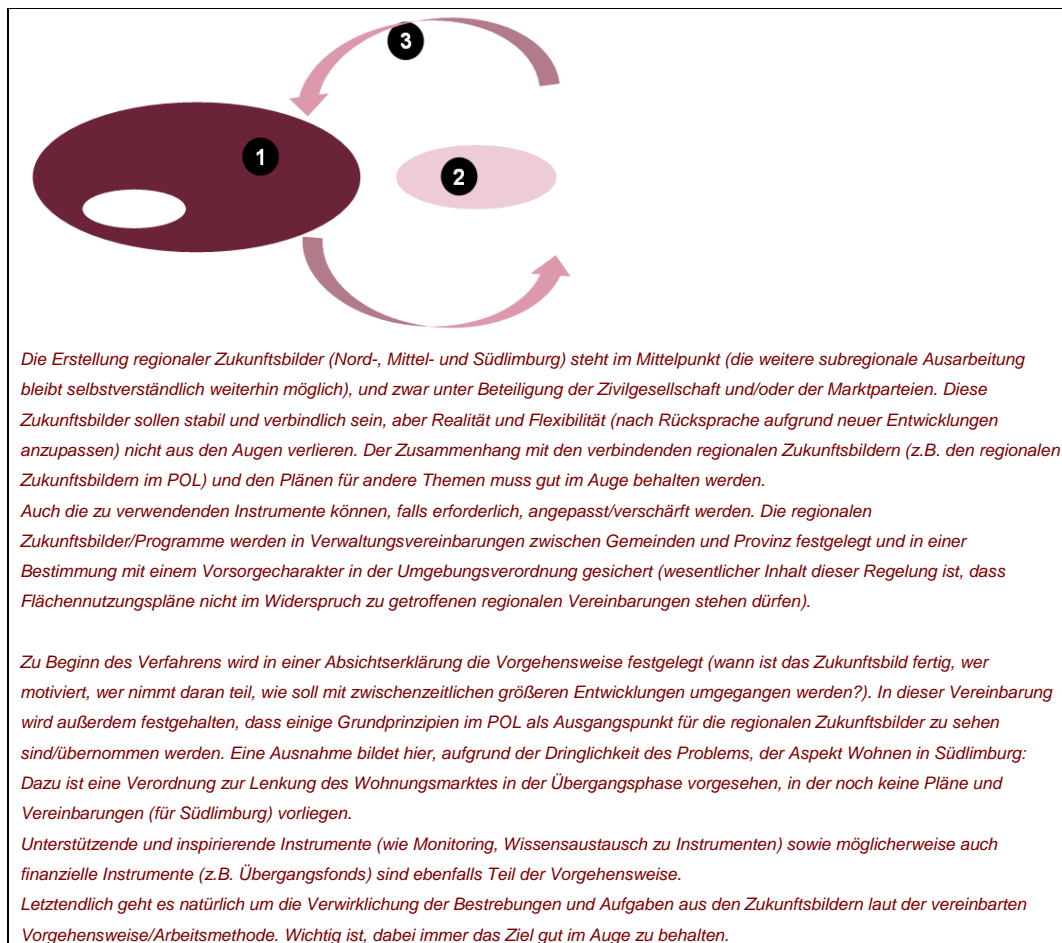 3
1
2
Die Erstellung regionaler Zukunftsbilder (Nord-, Mittel- und Südlimburg) steht im Mittelpunkt (die weitere subregionale Ausarbeitung
bleibt selbstverständlich weiterhin möglich), und zwar unter Beteiligung der Zivilgesellschaft und/oder der Marktparteien. Diese
Zukunftsbilder sollen stabil und verbindlich sein, aber Realität und Flexibilität (nach Rücksprache aufgrund neuer Entwicklungen
anzupassen) nicht aus den Augen verlieren. Der Zusammenhang mit den verbindenden regionalen Zukunftsbildern (z.B. den regionalen
Zukunftsbildern im POL) und den Plänen für andere Themen muss gut im Auge behalten werden.
Auch die zu verwendenden Instrumente können, falls erforderlich, angepasst/verschärft werden. Die regionalen
Zukunftsbilder/Programme werden in Verwaltungsvereinbarungen zwischen Gemeinden und Provinz festgelegt und in einer
Bestimmung mit einem Vorsorgecharakter in der Umgebungsverordnung gesichert (wesentlicher Inhalt dieser Regelung ist, dass
Flächennutzungspläne nicht im Widerspruch zu getroffenen regionalen Vereinbarungen stehen dürfen).
Zu Beginn des Verfahrens wird in einer Absichtserklärung die Vorgehensweise festgelegt (wann ist das Zukunftsbild fertig, wer
motiviert, wer nimmt daran teil, wie soll mit zwischenzeitlichen größeren Entwicklungen umgegangen werden?). In dieser Vereinbarung
wird außerdem festgehalten, dass einige Grundprinzipien im POL als Ausgangspunkt für die regionalen Zukunftsbilder zu sehen
sind/übernommen werden. Eine Ausnahme bildet hier, aufgrund der Dringlichkeit des Problems, der Aspekt Wohnen in Südlimburg:
Dazu ist eine Verordnung zur Lenkung des Wohnungsmarktes in der Übergangsphase vorgesehen, in der noch keine Pläne und
Vereinbarungen (für Südlimburg) vorliegen.
Unterstützende und inspirierende Instrumente (wie Monitoring, Wissensaustausch zu Instrumenten) sowie möglicherweise auch
finanzielle Instrumente (z.B. Übergangsfonds) sind ebenfalls Teil der Vorgehensweise.
Letztendlich geht es natürlich um die Verwirklichung der Bestrebungen und Aufgaben aus den Zukunftsbildern laut der vereinbarten
Vorgehensweise/Arbeitsmethode. Wichtig ist, dabei immer das Ziel gut im Auge zu behalten.